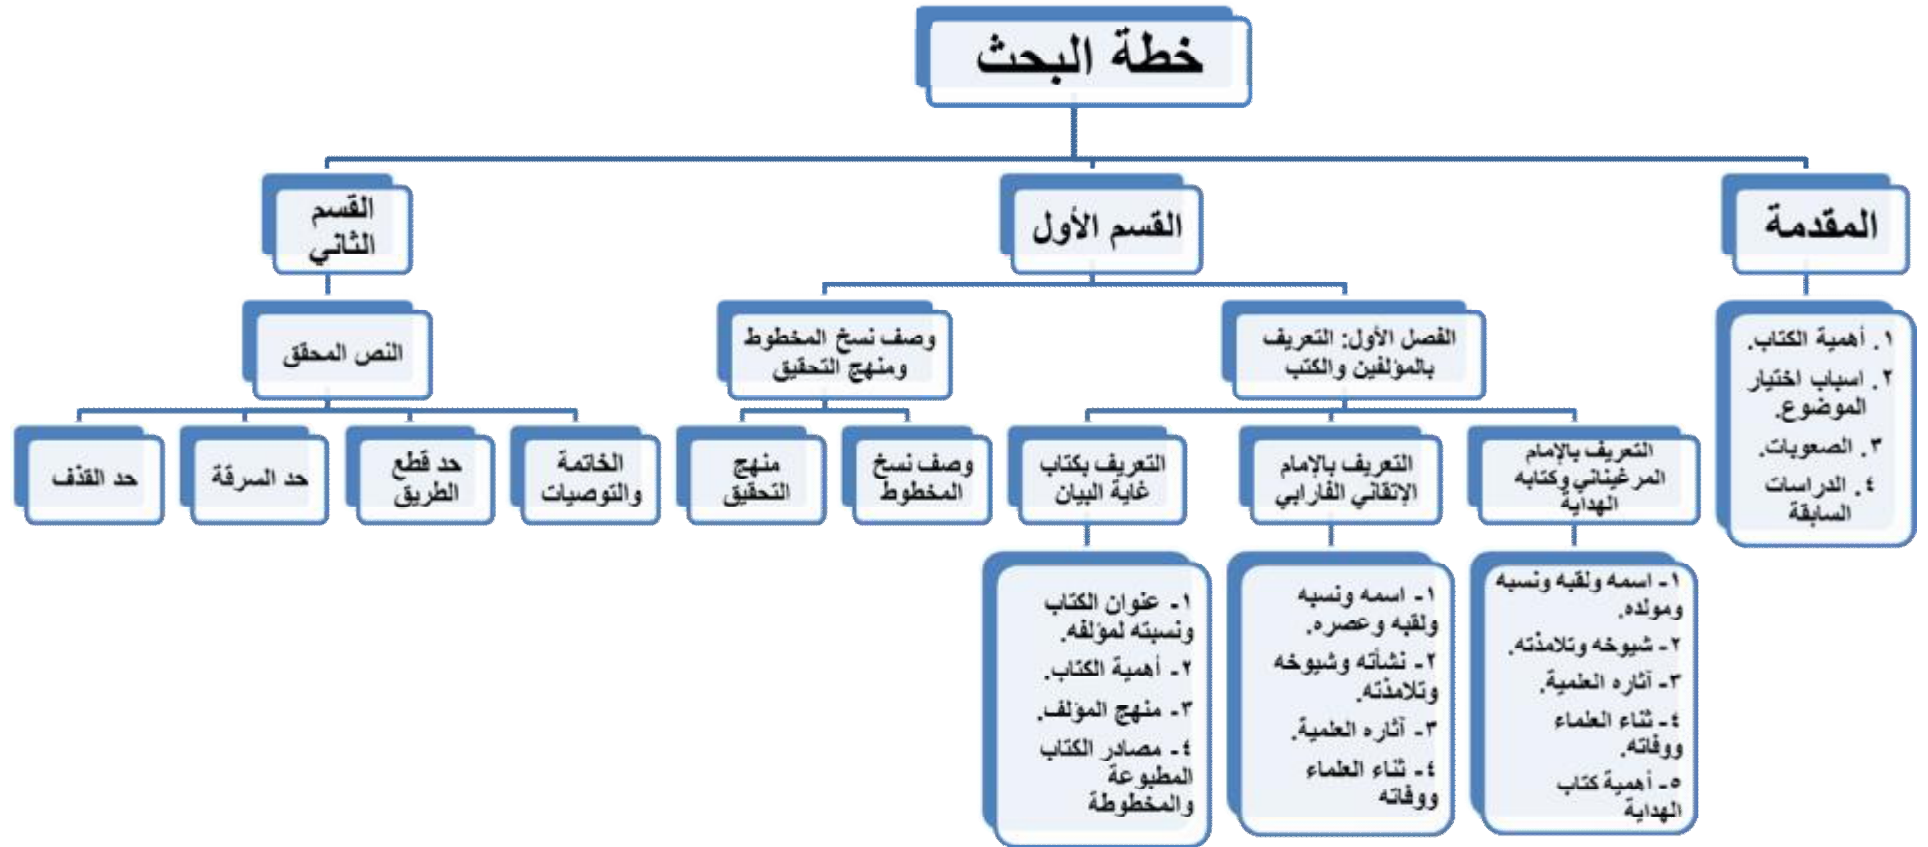 خطة البحث
المقدمة
١. أهمية الكتاب.
٢. اسباب اختيار
الموضوع.
٣. الصعوبات.
٤. الدراسات
السابقة
القسم الأول
الفصل الأول: التعريف
بالمؤلفين والكتب
التعريف بالإمام
المرغيناني وكتابه
الهداية
١- اسمه ولقبه ونسبه
ومولده.
٢- شيوخه وتلامذته.
٣- آثاره العلمية.
٤- ثناء العلماء
ووفاته.
٥- أهمية كتاب
الهداية
التعريف بالإمام
الإتقاني الفارابي
١- اسمه ونسبه
ولقبه وعصره.
٢- نشأته وشيوخه
وتلامذته.
٣- آثاره العلمية.
٤- ثناء العلماء
ووفاته
التعريف بكتاب
غاية البيان
١- عنوان الكتاب
ونسبته لمؤلفه.
٢- أهمية الكتاب.
٣- منهج المؤلف.
٤- مصادر الكتاب
المطبوعة
والمخطوطة
وصف نسخ المخطوط
ومنهج التحقيق
وصف نسخ
المخطوط
منهج
التحقيق
القسم
الثاني
النص المحقق
الخاتمة
والتوصيات
حد قطع
الطريق
حد السرقة
حد القذف